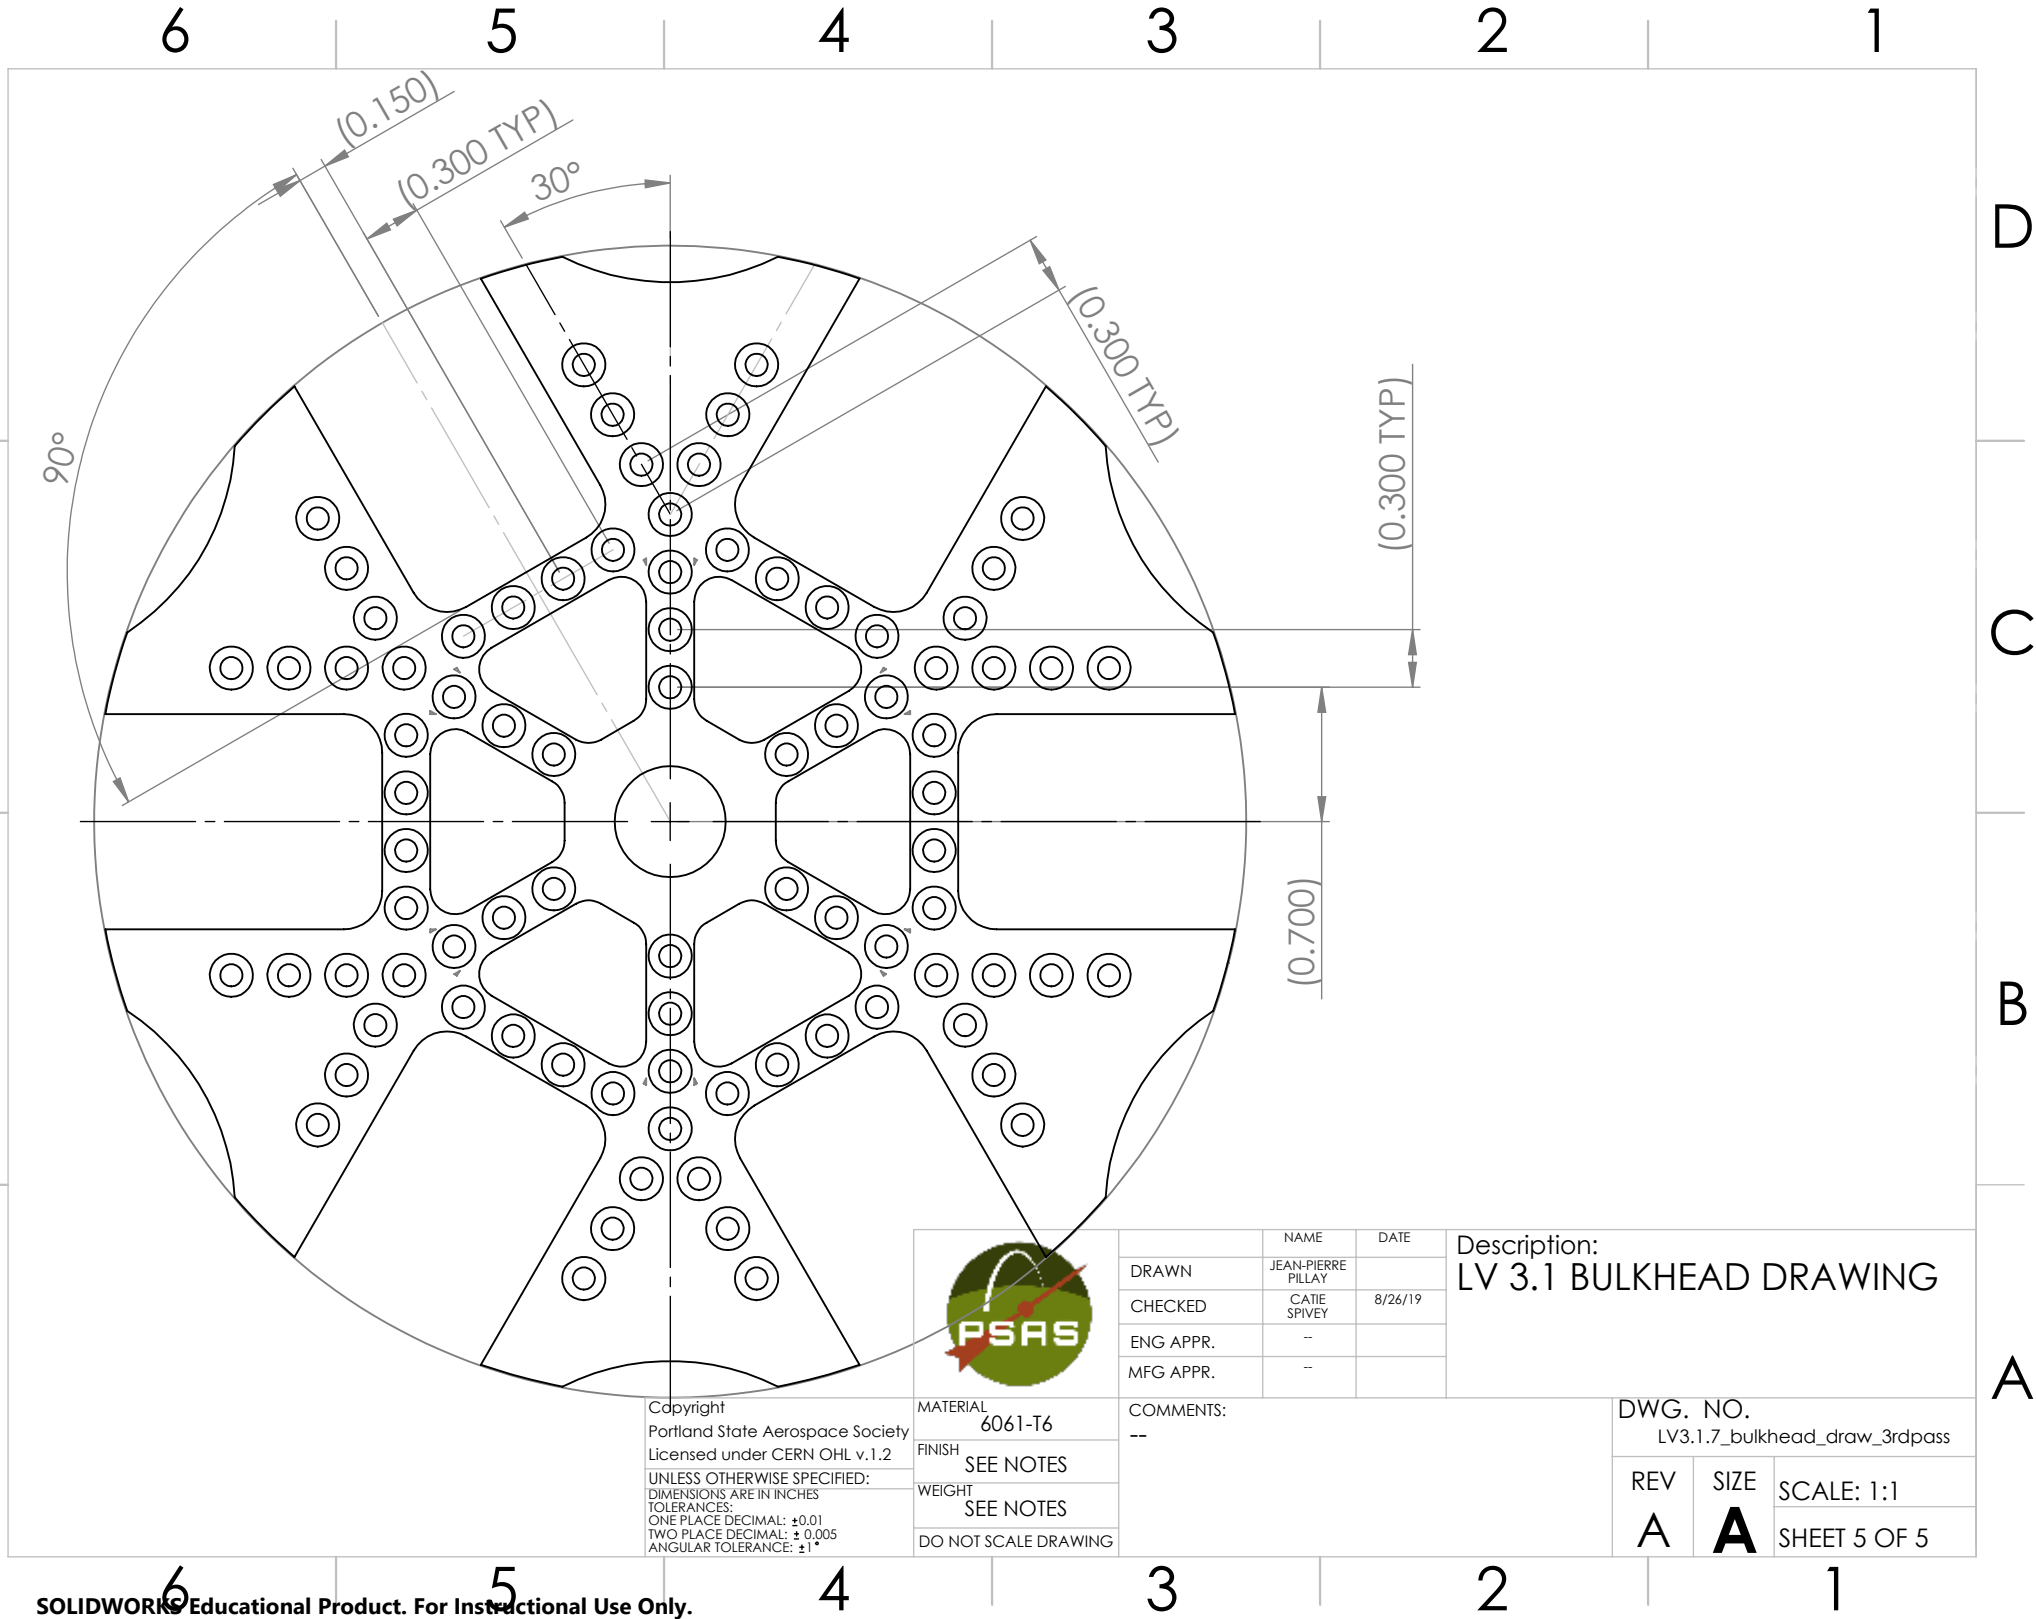 6 5 4 3 2 1
(0.150)
(0.300 TYP)
30°
D
(0.300 TYP)
(0.300 TYP)
90°
C
(0.700)
B
PSAS
NAME DATE
DRAWN JEAN-PIERRE
PILLAY
CHECKED CATIE 8/26/19
SPIVEY
ENG APPR. --
MFG APPR. --
Description:
LV 3.1 BULKHEAD DRAWING
A
Copyright
Portland State Aerospace Society
Licensed under CERN OHL v.1.2
UNLESS OTHERWISE SPECIFIED:
DIMENSIONS ARE IN INCHES
TOLERANCES:
ONE PLACE DECIMAL: ±0.01
TWO PLACE DECIMAL: ± 0.005
ANGULAR TOLERANCE: ±1°
MATERIAL
6061-T6
FINISH
SEE NOTES
WEIGHT
SEE NOTES
DO NOT SCALE DRAWING
COMMENTS:
--
DWG. NO.
LV3.1.7_bulkhead_draw_3rdpass
REV
A
SIZE
A
SCALE: 1:1
SHEET 5 OF 5
6 5 4 3 2 1
SOLIDWORKS Educational Product. For Instructional Use Only.